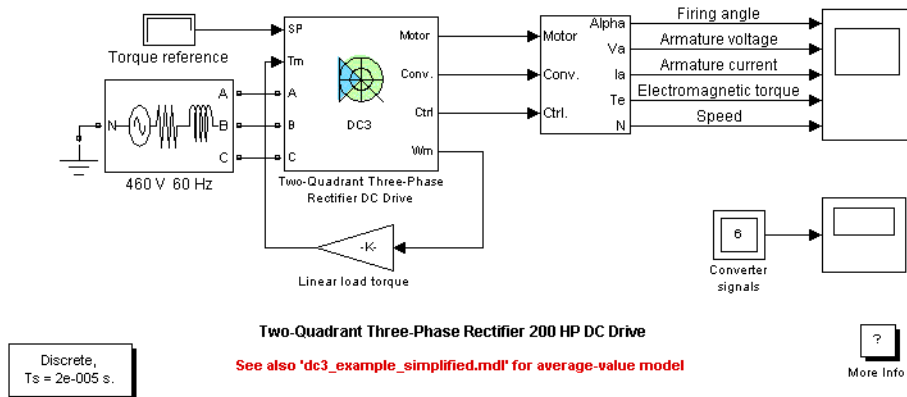 Torque reference
N
A
B
C
460 V 60 Hz
SP
Tm
A
B
C
Motor
Conv.
Ctrl
Wm
DC3
Two-Quadrant Three-Phase
Rectifier DC Drive
-K-
Linear load torque
Motor
Conv.
Ctrl.
Alpha
Va
Ia
Te
N
Firing angle
Armature voltage
Armature current
Electromagnetic torque
Speed
6
Converter
signals
Two-Quadrant Three-Phase Rectifier 200 HP DC Drive
See also 'dc3_example_simplified.mdl' for average-value model
Discrete,
Ts = 2e-005 s.
?
More Info